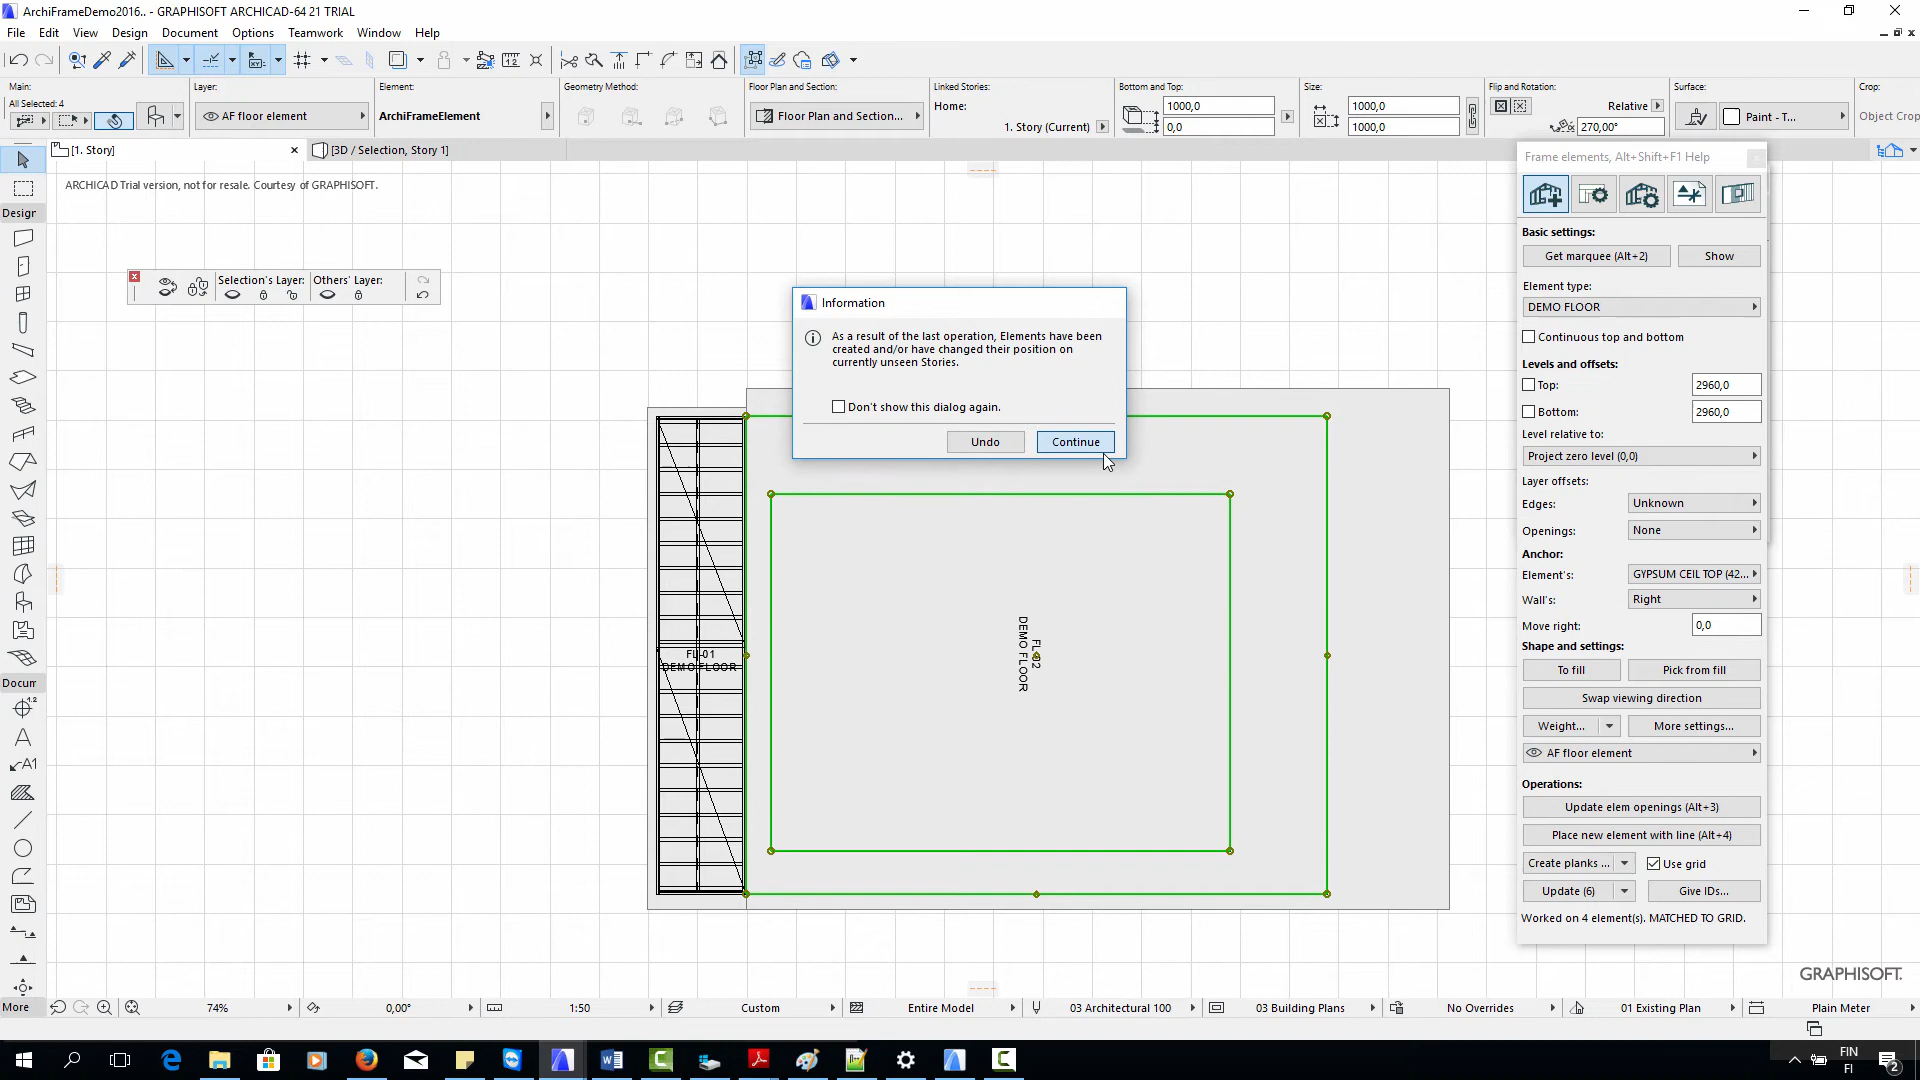 ArchiFrameDemo2016.. - GRAPHISOFT ARCHICAD-64 21 TRIAL
File Edit View Design Document Options Teamwork Window Help
Main: Layer: Element: Geometry Method: Floor Plan and Section: Linked Stories: Bottom and Top: Size: Flip and Rotation: Surface: Crop:
All Selected: 4
AF floor element ArchiFrameElement Floor Plan and Section... Home: 1000,0 1000,0 Relative Paint - T... Object Crop
1. Story (Current) 0,0 1000,0 270,00°
[1. Story] [3D / Selection, Story 1]
ARCHICAD Trial version, not for resale. Courtesy of GRAPHISOFT.
Design
Selection's Layer: Others' Layer:
Docum
More
Information
As a result of the last operation, Elements have been
created and/or have changed their position on
currently unseen Stories.
Don't show this dialog again.
Undo Continue
FL-01
DEMO FLOOR
FL-02
DEMO FLOOR
Frame elements, Alt+Shift+F1 Help
Basic settings:
Get marquee (Alt+2) Show
Element type:
DEMO FLOOR
Continuous top and bottom
Levels and offsets:
Top: 2960,0
Bottom: 2960,0
Level relative to:
Project zero level (0,0)
Layer offsets:
Edges: Unknown
Openings: None
Anchor:
Element's: GYPSUM CEIL TOP (42...
Wall's: Right
Move right: 0,0
Shape and settings:
To fill Pick from fill
Swap viewing direction
Weight... More settings...
AF floor element
Operations:
Update elem openings (Alt+3)
Place new element with line (Alt+4)
Create planks ... Use grid
Update (6) Give IDs...
Worked on 4 element(s). MATCHED TO GRID.
GRAPHISOFT.
74% 0,00° 1:50 Custom Entire Model 03 Architectural 100 03 Building Plans No Overrides 01 Existing Plan Plain Meter
FIN
FI
2